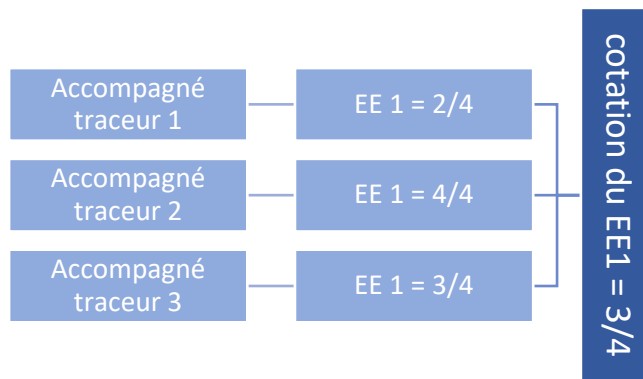 Accompagné
traceur 1
EE 1 = 2/4
Accompagné
traceur 2
EE 1 = 4/4
Accompagné
traceur 3
EE 1 = 3/4
cotation du EE1 = 3/4